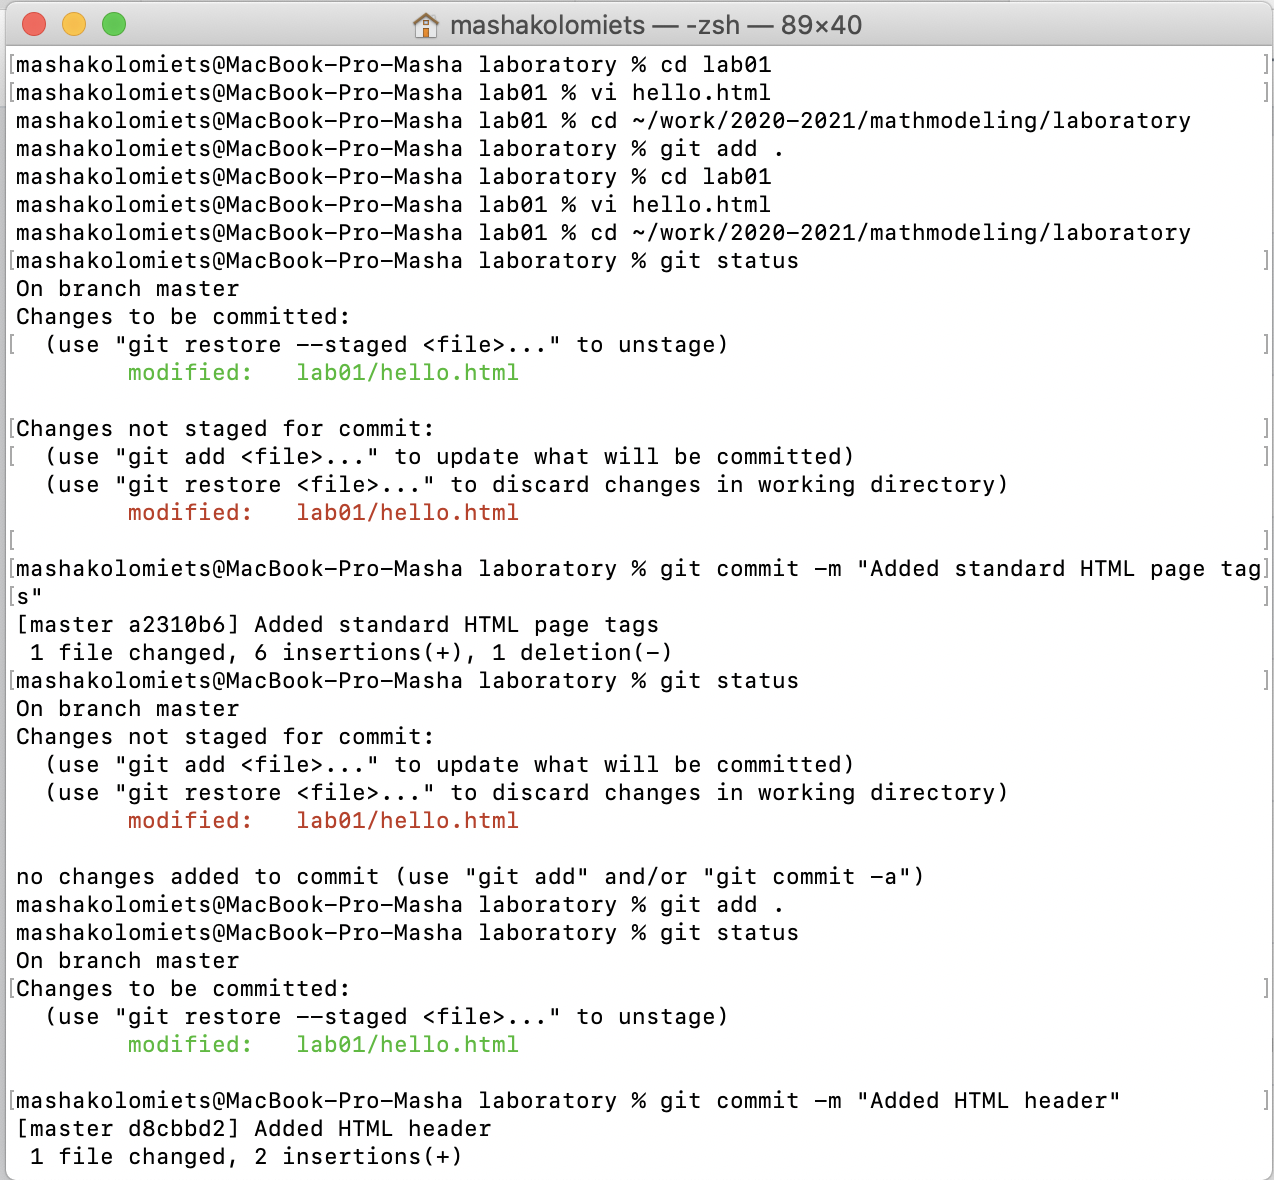 mashakolomiets — -zsh — 89×40
[mashakolomiets@MacBook-Pro-Masha laboratory % cd lab01 ]
[mashakolomiets@MacBook-Pro-Masha lab01 % vi hello.html ]
mashakolomiets@MacBook-Pro-Masha lab01 % cd ~/work/2020-2021/mathmodeling/laboratory
mashakolomiets@MacBook-Pro-Masha laboratory % git add .
mashakolomiets@MacBook-Pro-Masha laboratory % cd lab01
mashakolomiets@MacBook-Pro-Masha lab01 % vi hello.html
mashakolomiets@MacBook-Pro-Masha lab01 % cd ~/work/2020-2021/mathmodeling/laboratory
[mashakolomiets@MacBook-Pro-Masha laboratory % git status ]
On branch master
Changes to be committed:
[  (use "git restore --staged <file>..." to unstage) ]
        modified:   lab01/hello.html

[Changes not staged for commit: ]
[  (use "git add <file>..." to update what will be committed) ]
  (use "git restore <file>..." to discard changes in working directory)
        modified:   lab01/hello.html
[ ]
[mashakolomiets@MacBook-Pro-Masha laboratory % git commit -m "Added standard HTML page tag]
[s" ]
[master a2310b6] Added standard HTML page tags
 1 file changed, 6 insertions(+), 1 deletion(-)
[mashakolomiets@MacBook-Pro-Masha laboratory % git status ]
On branch master
Changes not staged for commit:
  (use "git add <file>..." to update what will be committed)
  (use "git restore <file>..." to discard changes in working directory)
        modified:   lab01/hello.html

no changes added to commit (use "git add" and/or "git commit -a")
mashakolomiets@MacBook-Pro-Masha laboratory % git add .
mashakolomiets@MacBook-Pro-Masha laboratory % git status
On branch master
[Changes to be committed: ]
  (use "git restore --staged <file>..." to unstage)
        modified:   lab01/hello.html

[mashakolomiets@MacBook-Pro-Masha laboratory % git commit -m "Added HTML header" ]
[master d8cbbd2] Added HTML header
 1 file changed, 2 insertions(+)